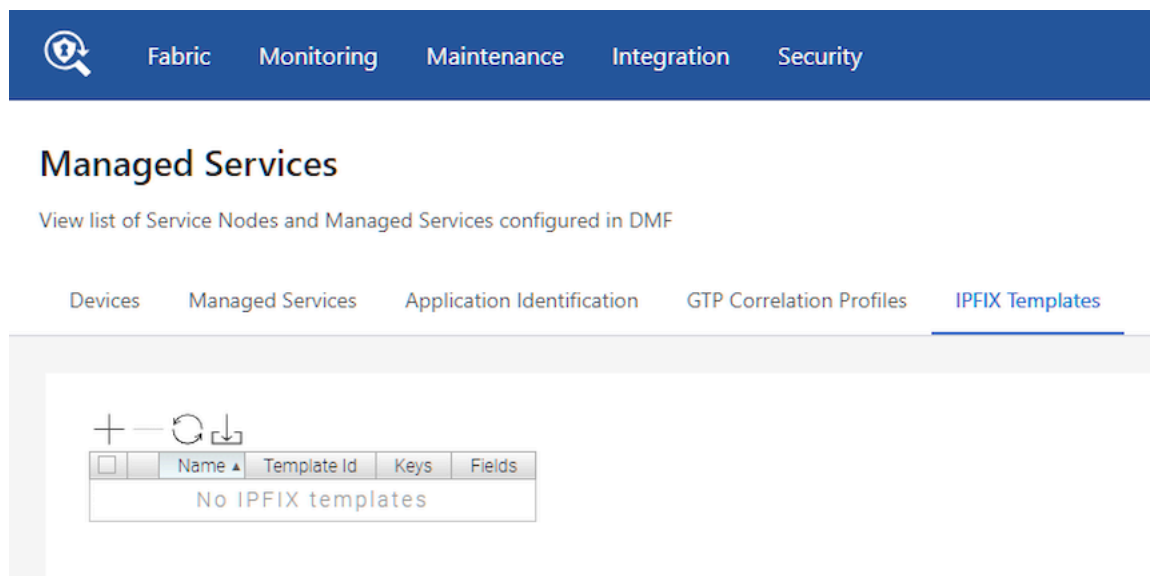 Fabric Monitoring Maintenance Integration Security
Managed Services
View list of Service Nodes and Managed Services configured in DMF
Devices Managed Services Application Identification GTP Correlation Profiles IPFIX Templates
Name ▲ Template Id Keys Fields
No IPFIX templates